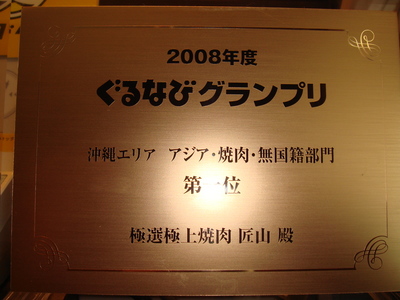 2008年度
ぐるなびグランプリ
沖縄エリア アジア・焼肉・無国籍部門
第一位
極選極上焼肉 匠山 殿